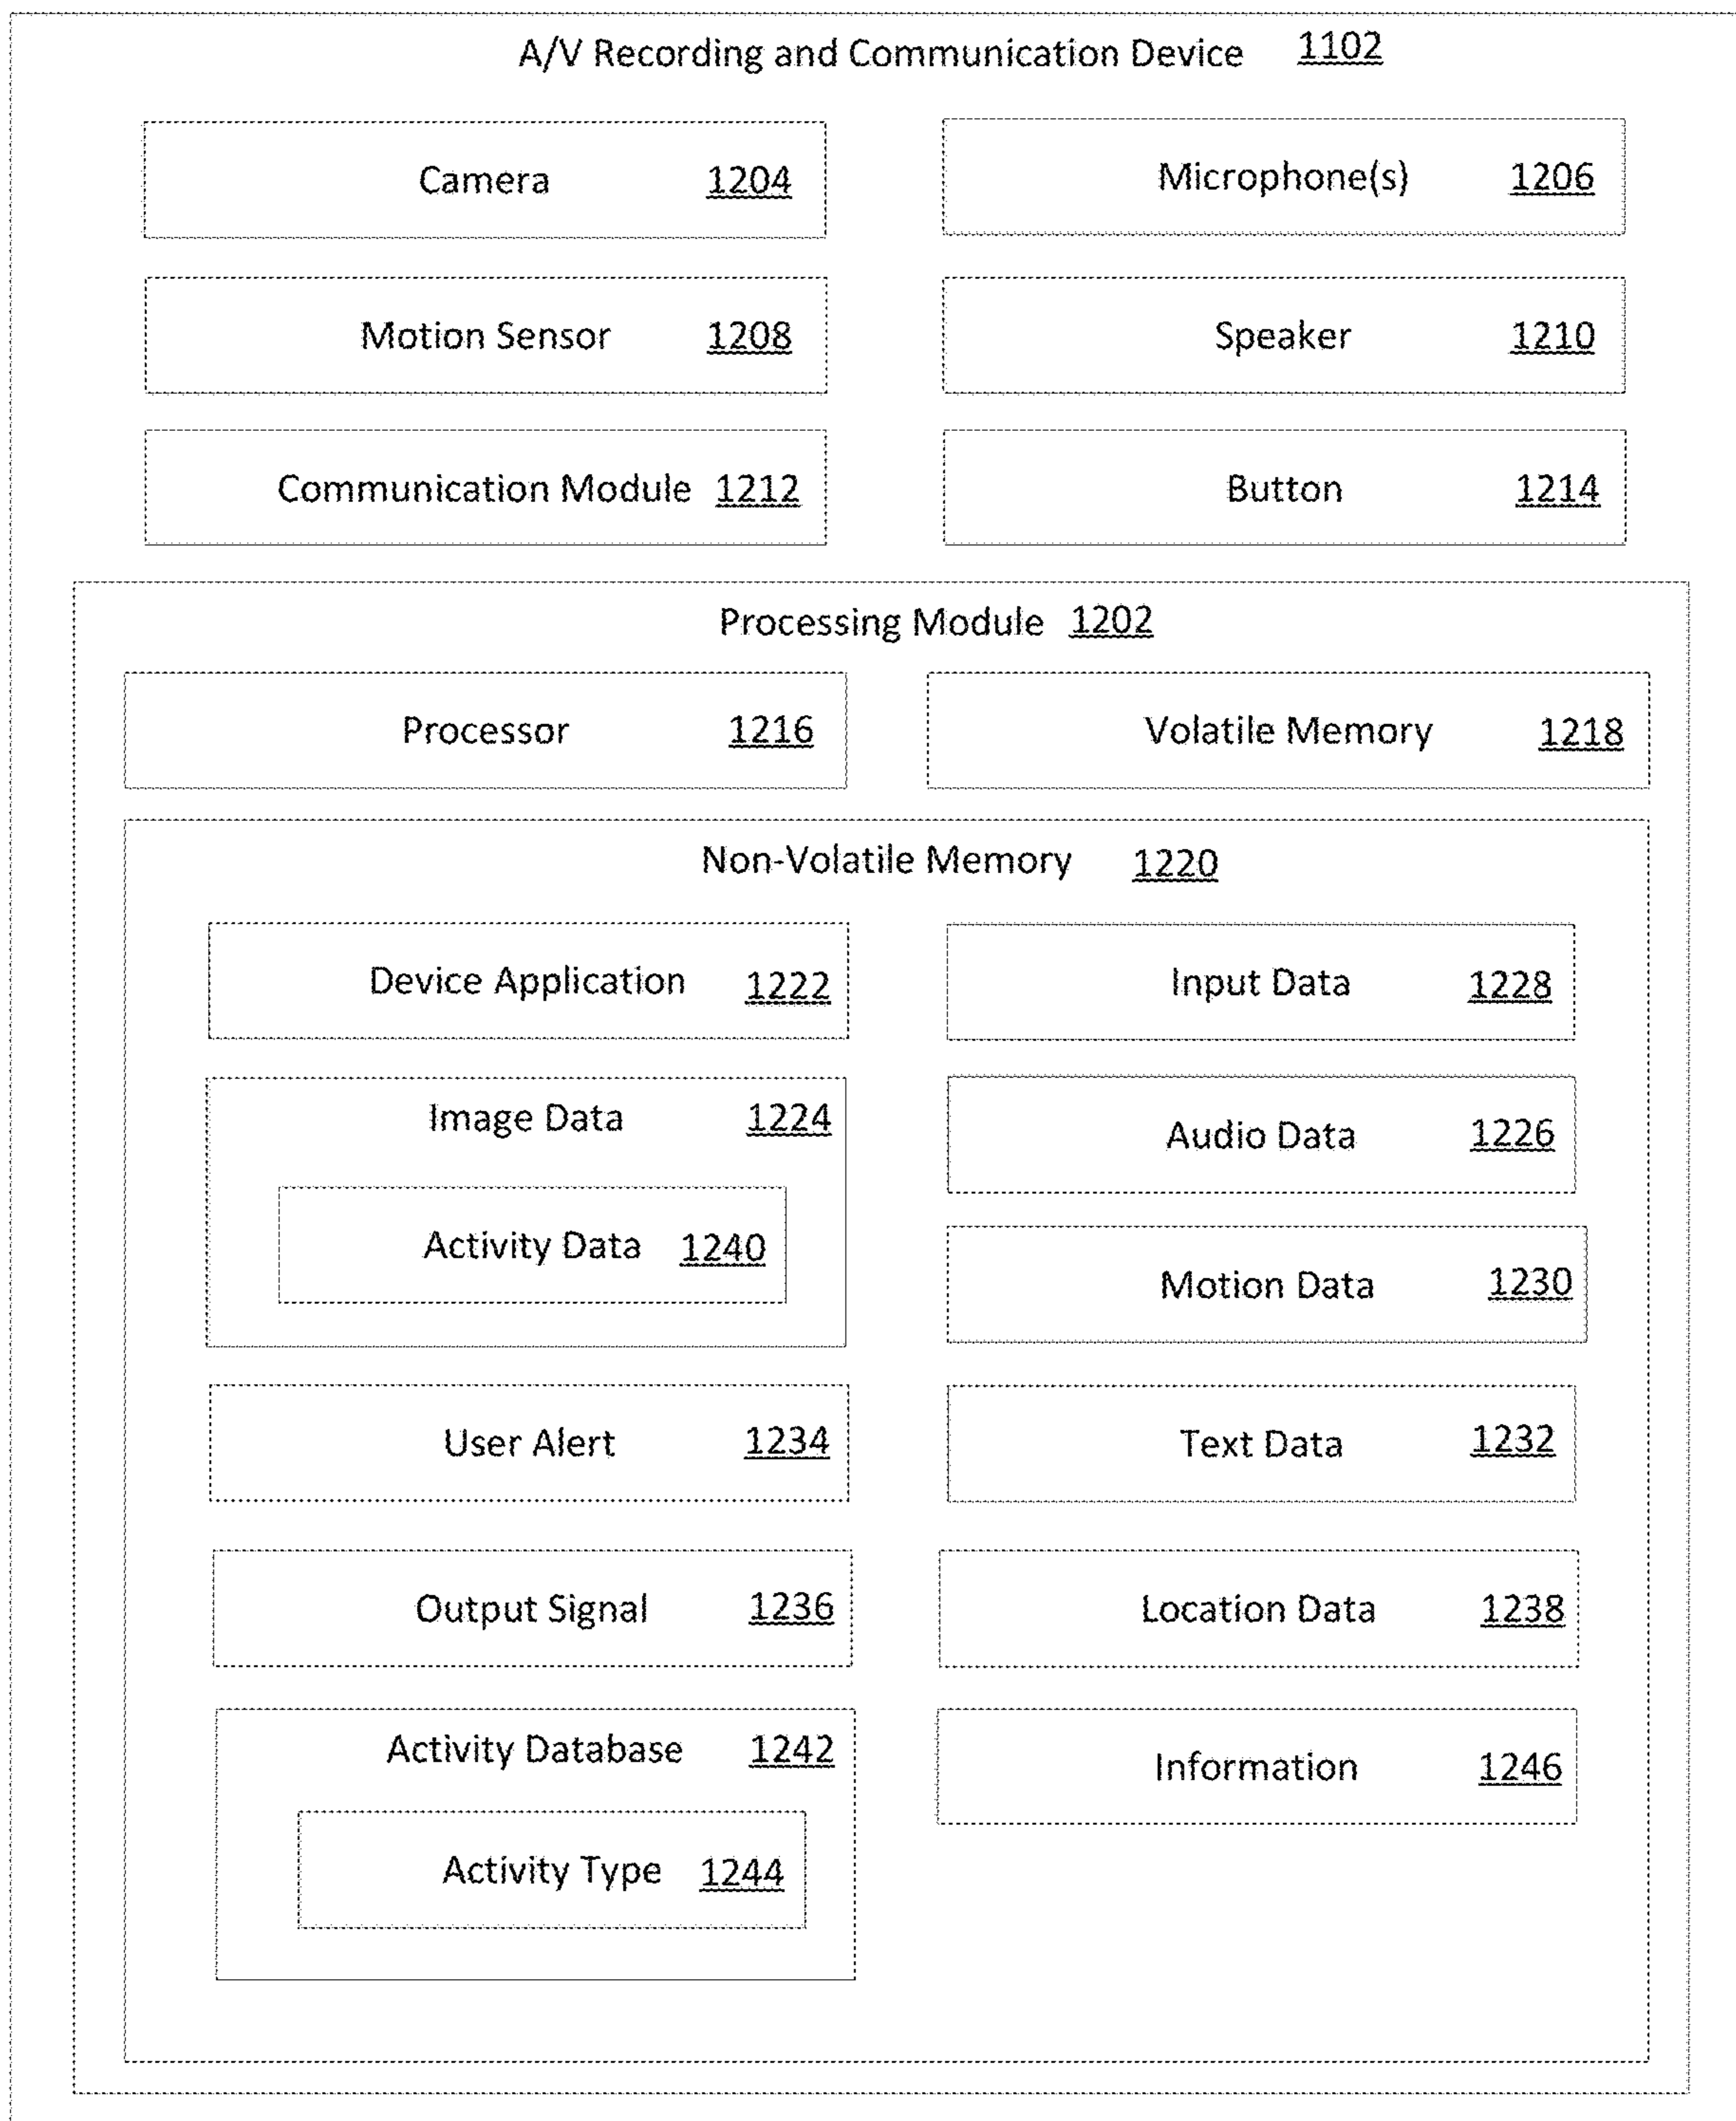 A/V Recording and Communication Device 1102
Camera 1204
Microphone(s) 1206
Motion Sensor 1208
Speaker 1210
Communication Module 1212
Button 1214
Processing Module 1202
Processor 1216
Volatile Memory 1218
Non-Volatile Memory 1220
Device Application 1222
Input Data 1228
Image Data 1224
Audio Data 1226
Activity Data 1240
Motion Data 1230
User Alert 1234
Text Data 1232
Output Signal 1236
Location Data 1238
Activity Database 1242
Information 1246
Activity Type 1244